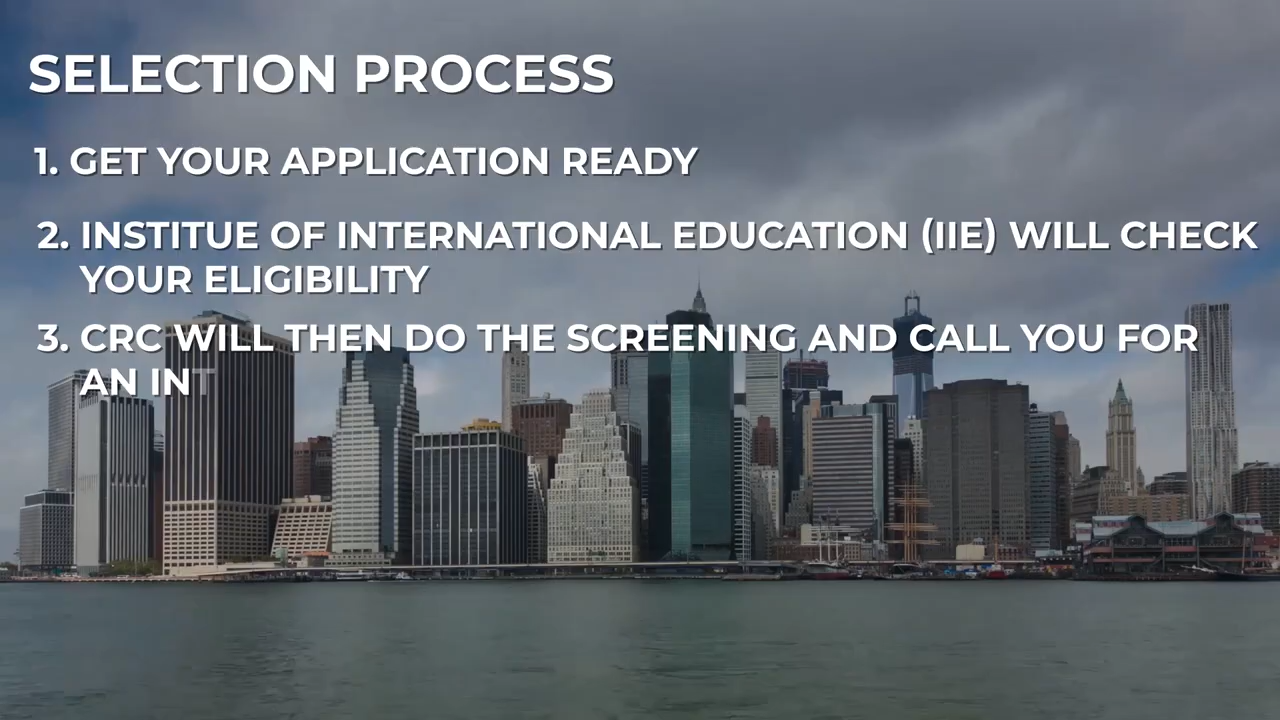 SELECTION PROCESS
1. GET YOUR APPLICATION READY
2. INSTITUE OF INTERNATIONAL EDUCATION (IIE) WILL CHECK
YOUR ELIGIBILITY
3. CRC WILL THEN DO THE SCREENING AND CALL YOU FOR
AN INT